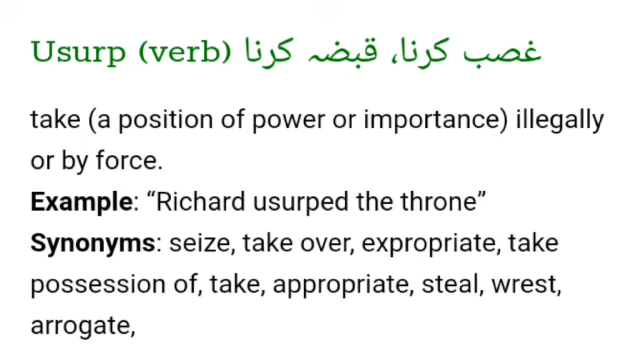 Usurp (verb) غصب کرنا، قبضہ کرنا
take (a position of power or importance) illegally
or by force.
Example: “Richard usurped the throne”
Synonyms: seize, take over, expropriate, take
possession of, take, appropriate, steal, wrest,
arrogate,